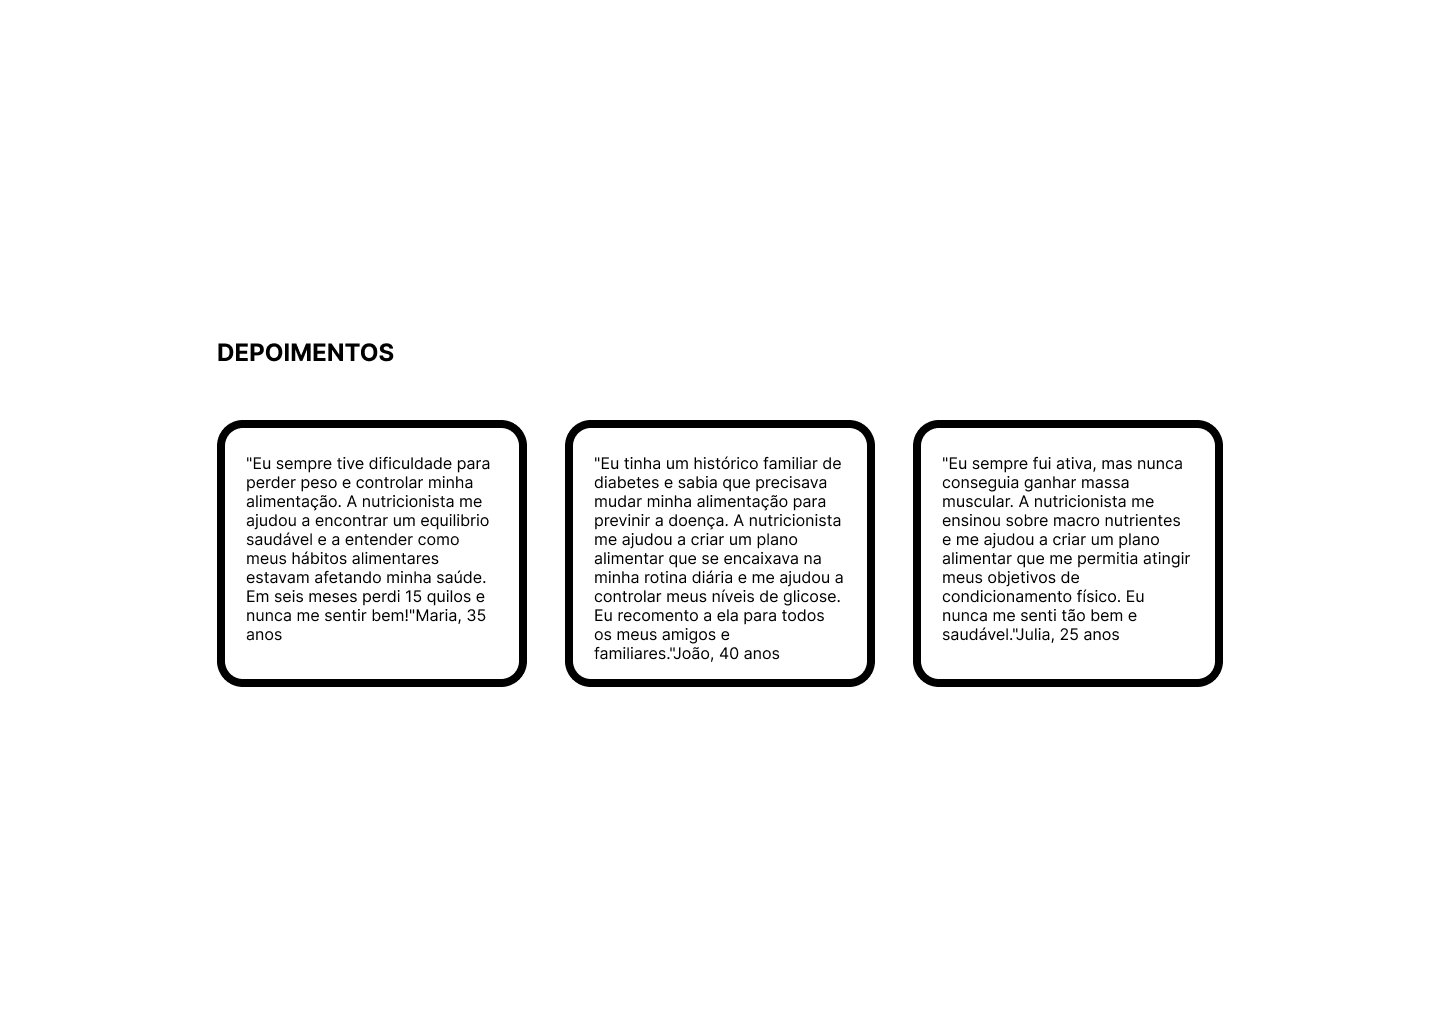 DEPOIMENTOS
"Eu sempre tive dificuldade para
perder peso e controlar minha
alimentação. A nutricionista me
ajudou a encontrar um equilibrio
saudável e a entender como
meus hábitos alimentares
estavam afetando minha saúde.
Em seis meses perdi 15 quilos e
nunca me sentir bem!"Maria, 35
anos
"Eu tinha um histórico familiar de
diabetes e sabia que precisava
mudar minha alimentação para
previnir a doença. A nutricionista
me ajudou a criar um plano
alimentar que se encaixava na
minha rotina diária e me ajudou a
controlar meus níveis de glicose.
Eu recomento a ela para todos
os meus amigos e
familiares."João, 40 anos
"Eu sempre fui ativa, mas nunca
conseguia ganhar massa
muscular. A nutricionista me
ensinou sobre macro nutrientes
e me ajudou a criar um plano
alimentar que me permitia atingir
meus objetivos de
condicionamento físico. Eu
nunca me senti tão bem e
saudável."Julia, 25 anos